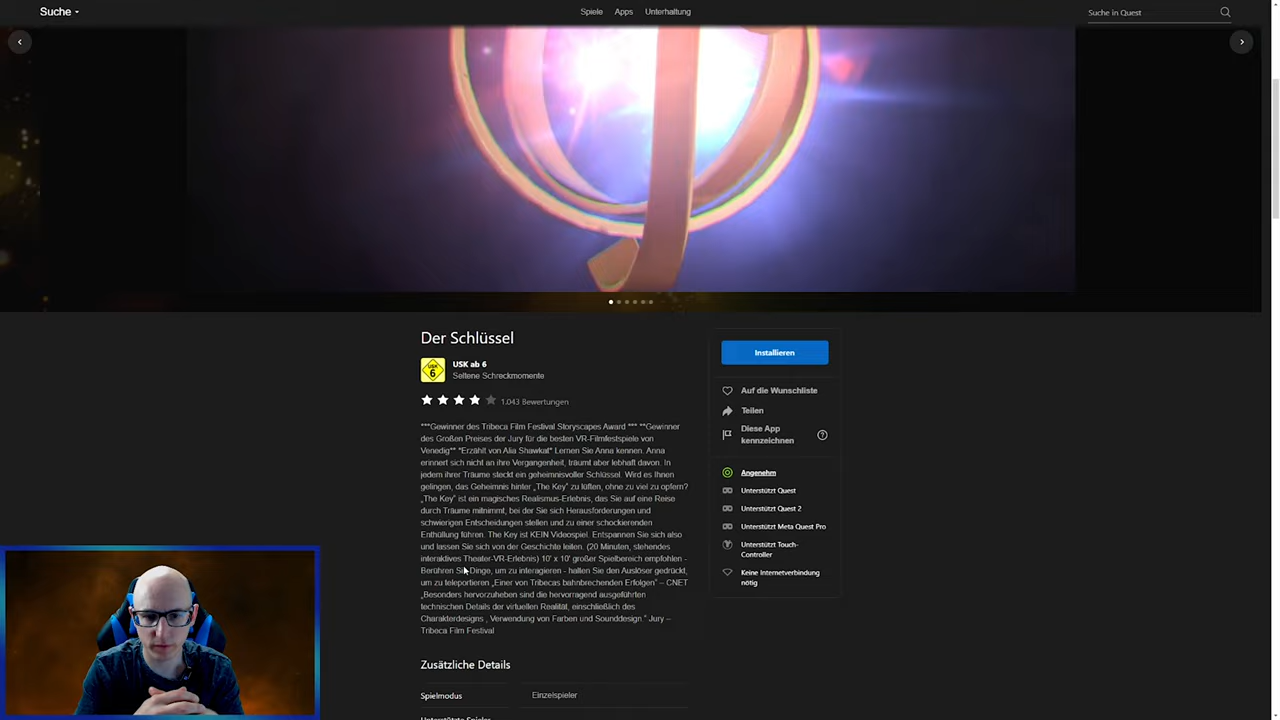 Suche
Spiele Apps Unterhaltung
Suche in Quest
Der Schlüssel
USK
6
USK ab 6
Seltene Schreckmomente
1.043 Bewertungen
***Gewinner des Tribeca Film Festival Storyscapes Award *** **Gewinner
des Großen Preises der Jury für die besten VR-Filmfestspiele von
Venedig** *Erzählt von Alia Shawkat* Lernen Sie Anna kennen. Anna
erinnert sich nicht an ihre Vergangenheit, träumt aber lebhaft davon. In
jedem ihrer Träume steckt ein geheimnisvoller Schlüssel. Wird es Ihnen
gelingen, das Geheimnis hinter „The Key" zu lüften, ohne zu viel zu opfern?
„The Key" ist ein magisches Realismus-Erlebnis, das Sie auf eine Reise
durch Träume mitnimmt, bei der Sie sich Herausforderungen und
schwierigen Entscheidungen stellen und zu einer schockierenden
Enthüllung führen. The Key ist KEIN Videospiel. Entspannen Sie sich also
und lassen Sie sich von der Geschichte leiten. (20 Minuten, stehendes
interaktives Theater-VR-Erlebnis) 10' x 10' großer Spielbereich empfohlen -
Berühren Sie Dinge, um zu interagieren - halten Sie den Auslöser gedrückt,
um zu teleportieren „Einer von Tribecas bahnbrechenden Erfolgen" – CNET
„Besonders hervorzuheben sind die hervorragend ausgeführten
technischen Details der virtuellen Realität, einschließlich des
Charakterdesigns , Verwendung von Farben und Sounddesign." Jury –
Tribeca Film Festival
Installieren
Auf die Wunschliste
Teilen
Diese App
kennzeichnen
Angenehm
Unterstützt Quest
Unterstützt Quest 2
Unterstützt Meta Quest Pro
Unterstützt Touch-
Controller
Keine Internetverbindung
nötig
Zusätzliche Details
Spielmodus Einzelspieler
Unterstützte Spieler